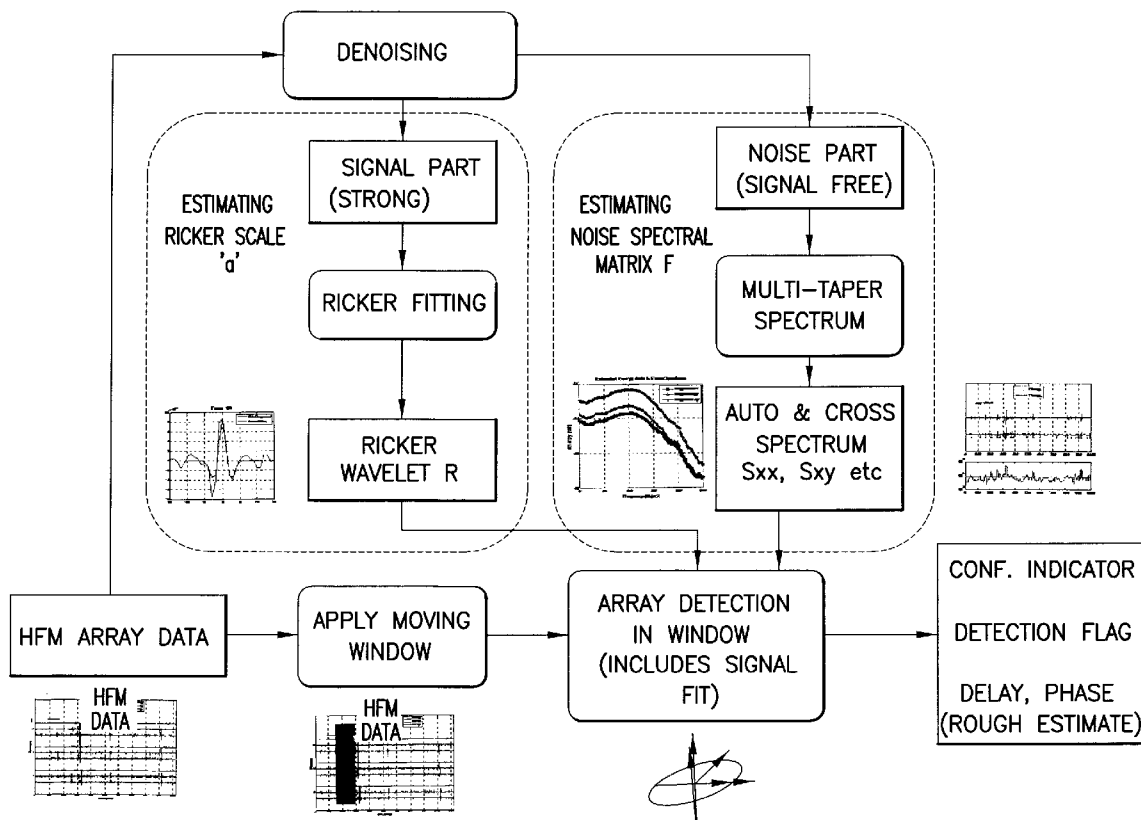 DENOISING
SIGNAL PART
(STRONG)
NOISE PART
(SIGNAL FREE)
ESTIMATING
RICKER SCALE
'a'
ESTIMATING
NOISE SPECTRAL
MATRIX F
RICKER FITTING
MULTI-TAPER
SPECTRUM
RICKER
WAVELET R
AUTO & CROSS
SPECTRUM
Sxx, Sxy etc
HFM ARRAY DATA
APPLY MOVING
WINDOW
ARRAY DETECTION
IN WINDOW
(INCLUDES SIGNAL
FIT)
CONF. INDICATOR
DETECTION FLAG
DELAY, PHASE
(ROUGH ESTIMATE)
HFM
DATA
HFM
DATA